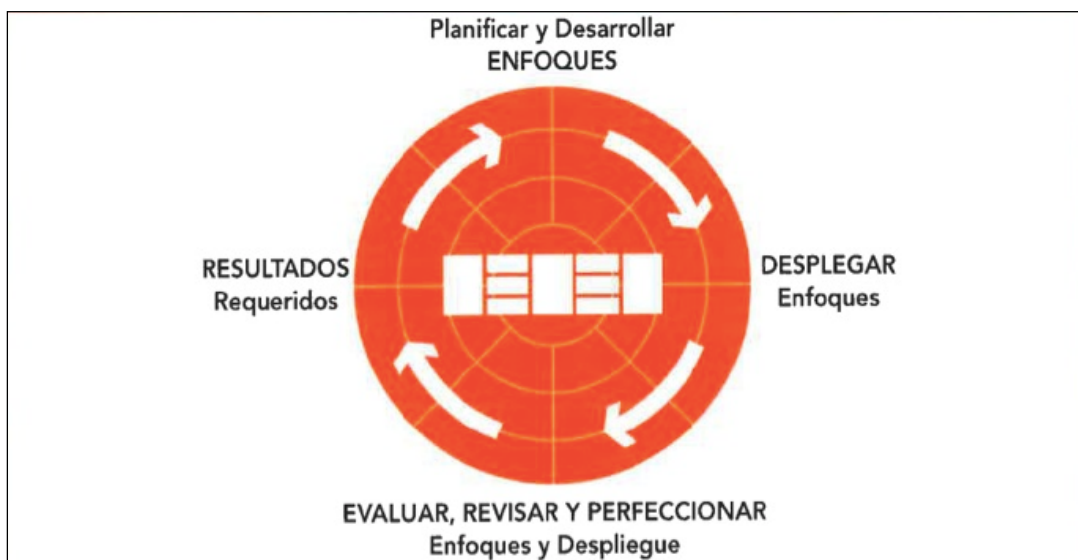 Planificar y Desarrollar
ENFOQUES
RESULTADOS
Requeridos
DESPLEGAR
Enfoques
EVALUAR, REVISAR Y PERFECCIONAR
Enfoques y Despliegue